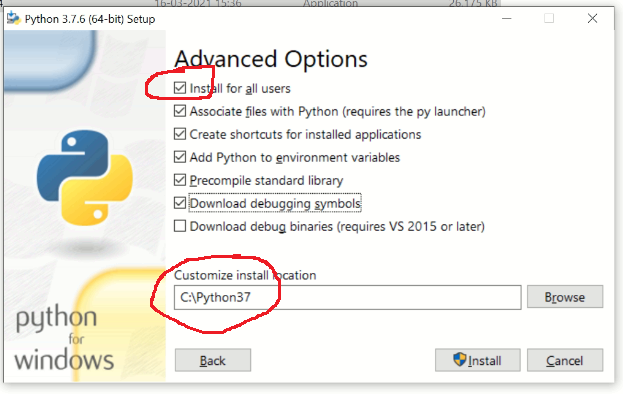 16-03-2021 15:36 Application 26,175 KB
Python 3.7.6 (64-bit) Setup
Advanced Options
Install for all users
Associate files with Python (requires the py launcher)
Create shortcuts for installed applications
Add Python to environment variables
Precompile standard library
Download debugging symbols
Download debug binaries (requires VS 2015 or later)
Customize install location
C:\Python37
Browse
python
for
windows
Back
Install
Cancel